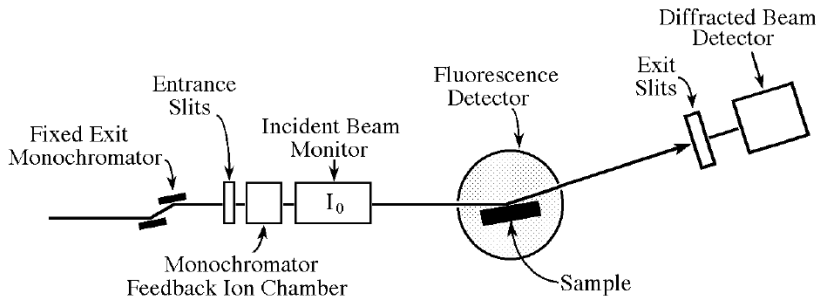 Diffracted Beam
Detector
Exit
Slits
Fluorescence
Detector
Entrance
Slits
Incident Beam
Monitor
Fixed Exit
Monochromator
I₀
Monochromator
Feedback Ion Chamber
Sample